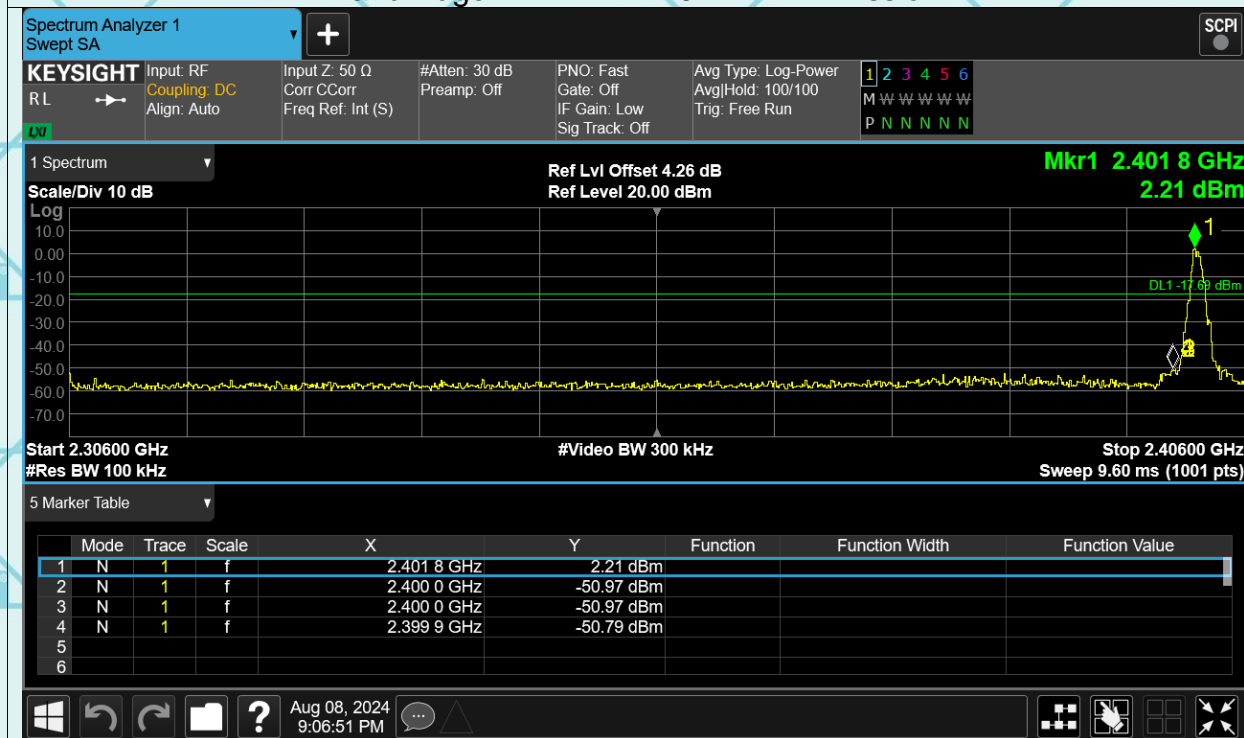 Spectrum Analyzer 1
Swept SA
+
SCPI
KEYSIGHT
R L
LXI
Input: RF
Coupling: DC
Align: Auto
Input Z: 50 Ω
Corr CCorr
Freq Ref: Int (S)
#Atten: 30 dB
Preamp: Off
PNO: Fast
Gate: Off
IF Gain: Low
Sig Track: Off
Avg Type: Log-Power
Avg|Hold: 100/100
Trig: Free Run
1 2 3 4 5 6
M W W W W W
P N N N N N
1 Spectrum
Scale/Div 10 dB
Ref Lvl Offset 4.26 dB
Ref Level 20.00 dBm
Mkr1 2.401 8 GHz
2.21 dBm
Log
10.0
0.00
-10.0
-20.0
-30.0
-40.0
-50.0
-60.0
-70.0
1
DL1 -17.69 dBm
Start 2.30600 GHz
#Res BW 100 kHz
#Video BW 300 kHz
Stop 2.40600 GHz
Sweep 9.60 ms (1001 pts)
5 Marker Table
Mode Trace Scale X Y Function Function Width Function Value
1 N 1 f 2.401 8 GHz 2.21 dBm
2 N 1 f 2.400 0 GHz -50.97 dBm
3 N 1 f 2.400 0 GHz -50.97 dBm
4 N 1 f 2.399 9 GHz -50.79 dBm
5
6
?
Aug 08, 2024
9:06:51 PM